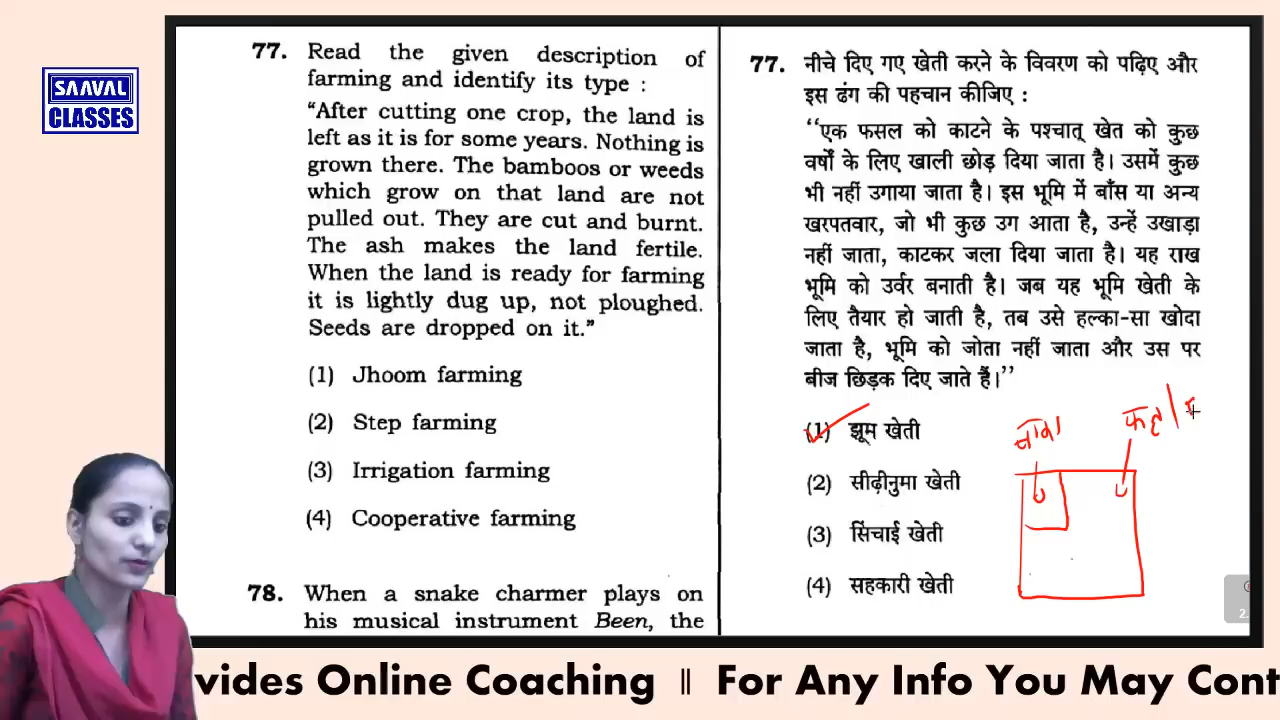 SAAVAL
CLASSES
77. Read the given description of
farming and identify its type :
"After cutting one crop, the land is
left as it is for some years. Nothing is
grown there. The bamboos or weeds
which grow on that land are not
pulled out. They are cut and burnt.
The ash makes the land fertile.
When the land is ready for farming
it is lightly dug up, not ploughed.
Seeds are dropped on it."
(1) Jhoom farming
(2) Step farming
(3) Irrigation farming
(4) Cooperative farming
78. When a snake charmer plays on
his musical instrument Been, the
77. नीचे दिए गए खेती करने के विवरण को पढ़िए और
इस ढंग की पहचान कीजिए :
‘‘एक फसल को काटने के पश्चात् खेत को कुछ
वर्षों के लिए खाली छोड़ दिया जाता है। उसमें कुछ
भी नहीं उगाया जाता है। इस भूमि में बाँस या अन्य
खरपतवार, जो भी कुछ उग आता है, उन्हें उखाड़ा
नहीं जाता, काटकर जला दिया जाता है। यह राख
भूमि को उर्वर बनाती है। जब यह भूमि खेती के
लिए तैयार हो जाती है, तब उसे हल्का-सा खोदा
जाता है, भूमि को जोता नहीं जाता और उस पर
बीज छिड़क दिए जाते हैं।’’
(1) झूम खेती
(2) सीढ़ीनुमा खेती
(3) सिंचाई खेती
(4) सहकारी खेती
vides Online Coaching || For Any Info You May Cont